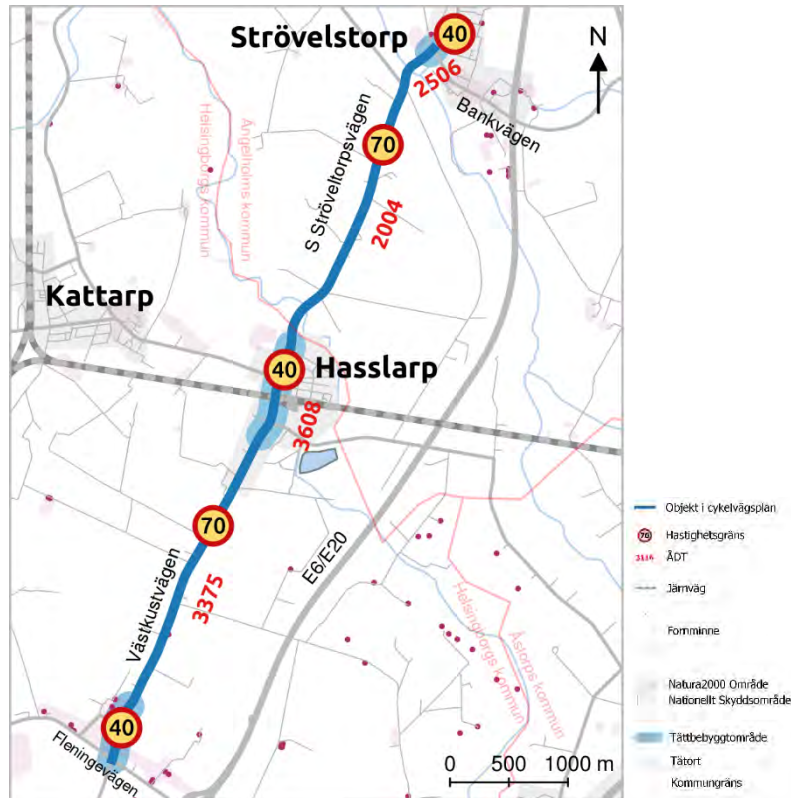 Strövelstorp
40
N
2506
Bankvägen
70
S Ströveltorpsvägen
2004
Ängelholms kommun
Helsingborgs kommun
Kattarp
40
Hasslarp
3608
70
E6/E20
Västkustvägen
3375
Helsingborgs kommun
Åstorps kommun
40
Fleningevägen
0 500 1000 m
Objekt i cykelvägsplan
70 Hastighetsgräns
ÅDT
Järnväg
Fornminne
Natura2000 Område
Nationellt Skyddsområde
Tättbebyggtområde
Tätort
Kommungräns